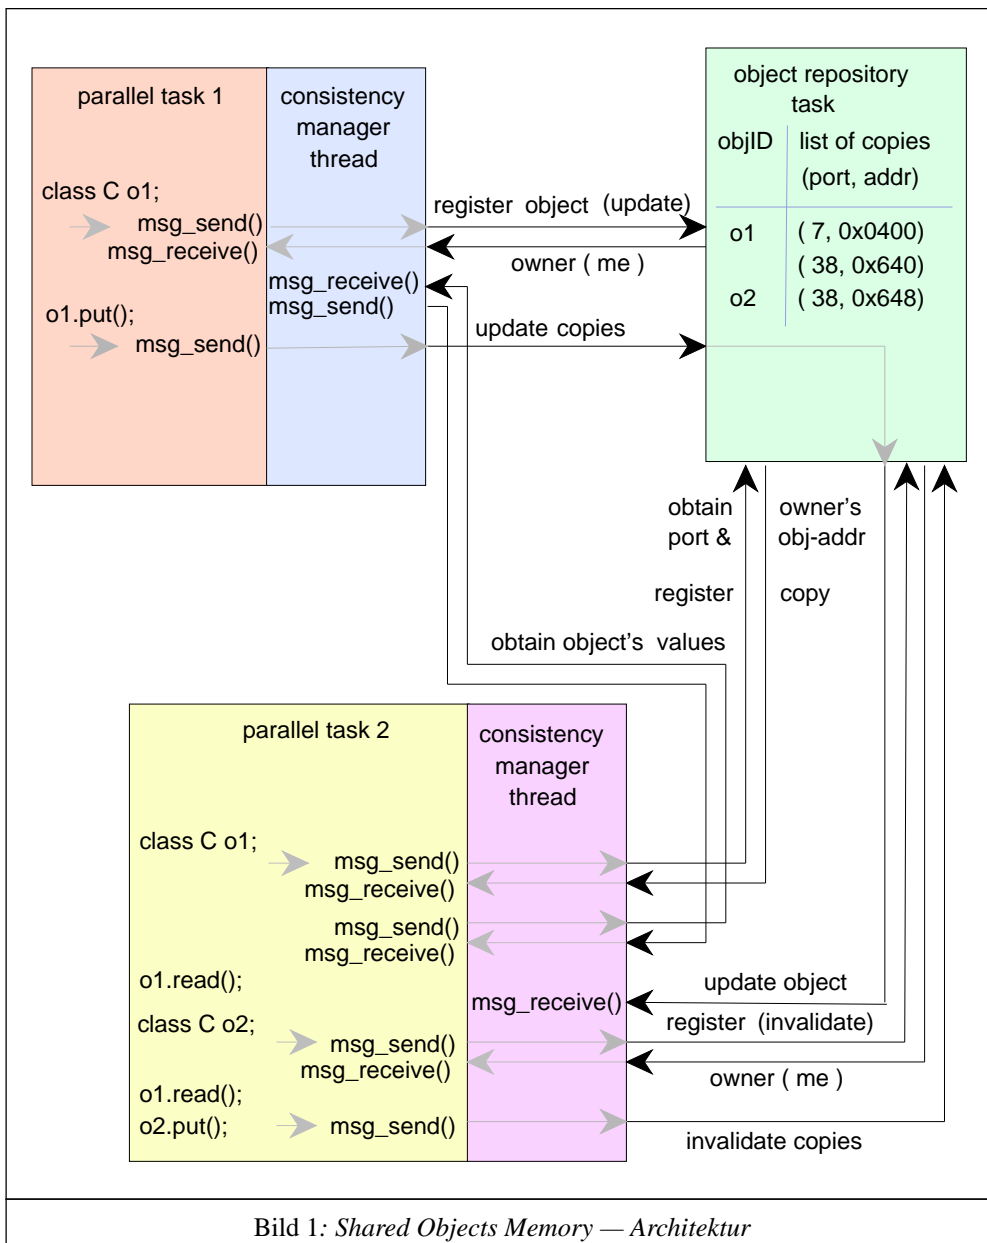 parallel task 1
consistency
manager
thread
class C o1;
msg_send()
msg_receive()
msg_receive()
msg_send()
o1.put();
msg_send()
register object (update)
owner ( me )
update copies
object repository
task
objID list of copies
(port, addr)
o1 ( 7, 0x0400)
( 38, 0x640)
o2 ( 38, 0x648)
obtain owner's
port & obj-addr
register copy
obtain object's values
parallel task 2
consistency
manager
thread
class C o1;
msg_send()
msg_receive()
msg_send()
msg_receive()
o1.read();
msg_receive()
update object
class C o2;
register (invalidate)
msg_send()
msg_receive()
owner ( me )
o1.read();
o2.put(); msg_send()
invalidate copies
Bild 1: Shared Objects Memory — Architektur